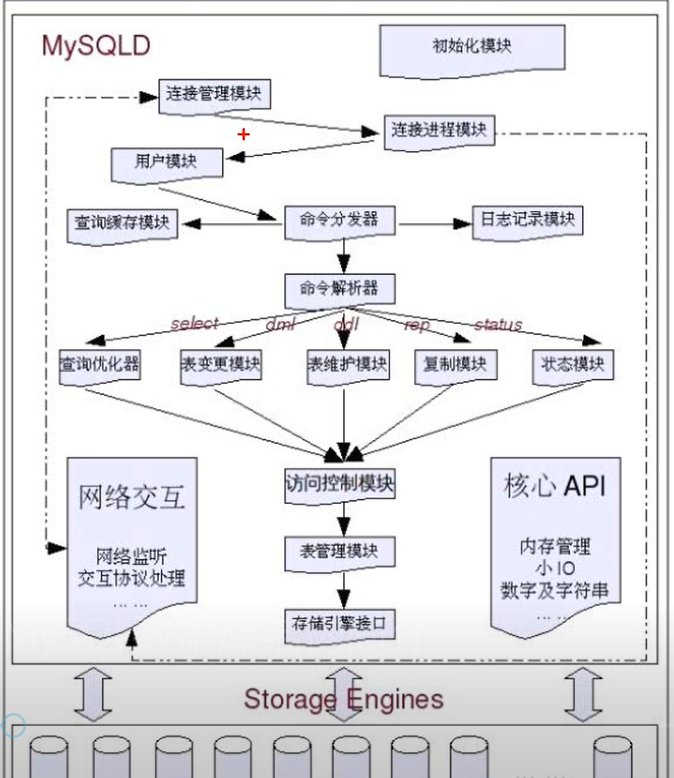 MySQLD
初始化模块
连接管理模块
连接进程模块
用户模块
查询缓存模块
命令分发器
日志记录模块
命令解析器
select
dml
ddl
rep
status
查询优化器
表变更模块
表维护模块
复制模块
状态模块
访问控制模块
网络交互
网络监听
交互协议处理
... ...
核心 API
内存管理
小 IO
数字及字符串
... ...
表管理模块
存储引擎接口
Storage Engines
... ...